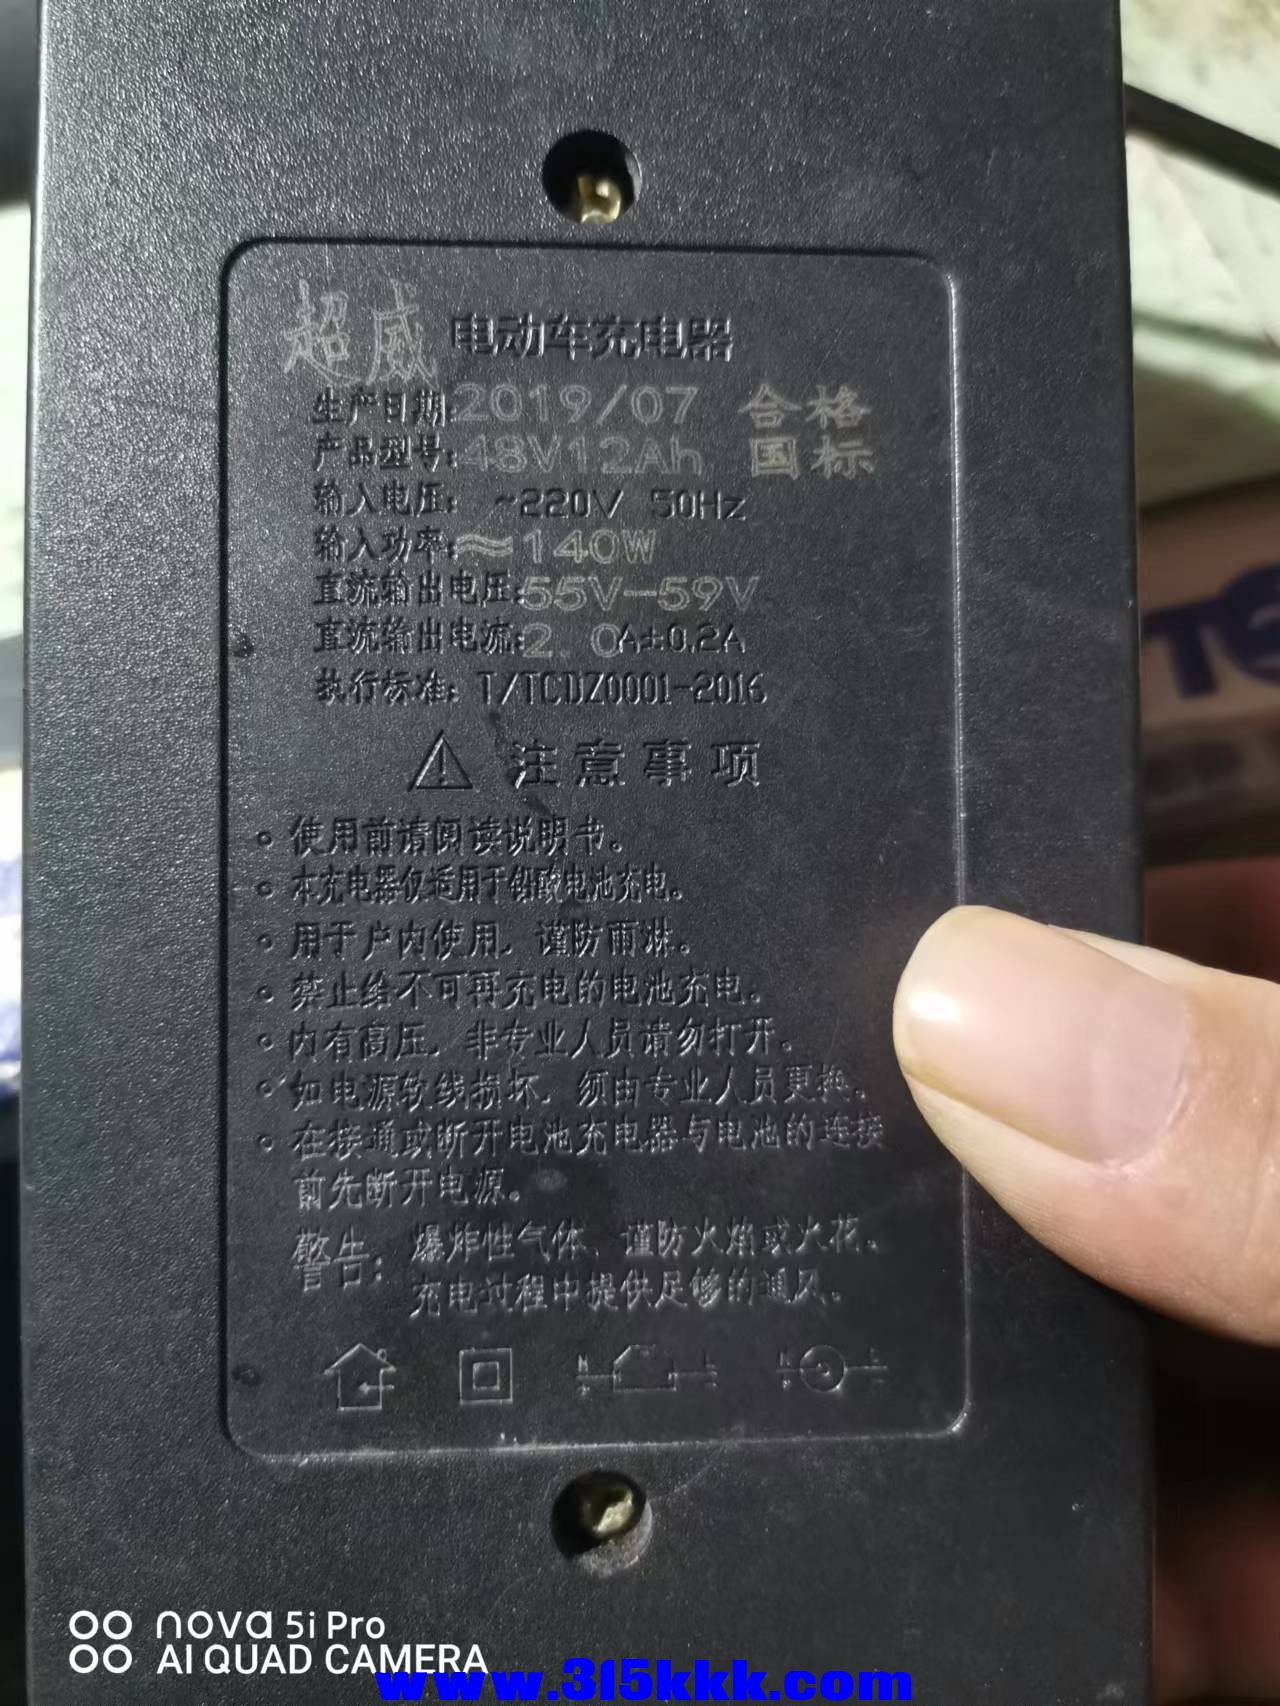 超威 电动车充电器
生产日期:2019/07 合格
产品型号:48V12Ah 国标
输入电压: ~220V 50Hz
输入功率:≈140W
直流输出电压:55V-59V
直流输出电流:2.0A±0.2A
执行标准: T/TCDZ0001-2016
注意事项
。使用前请阅读说明书。
。本充电器仅适用于铅酸电池充电。
。用于户内使用，谨防雨淋。
。禁止给不可再充电的电池充电。
。内有高压，非专业人员请勿打开。
。如电源软线损坏，须由专业人员更换。
。在接通或断开电池充电器与电池的连接
前先断开电源。
警告: 爆炸性气体，谨防火焰或火花。
充电过程中提供足够的通风。
nova 5i Pro
AI QUAD CAMERA
www.315kkk.com